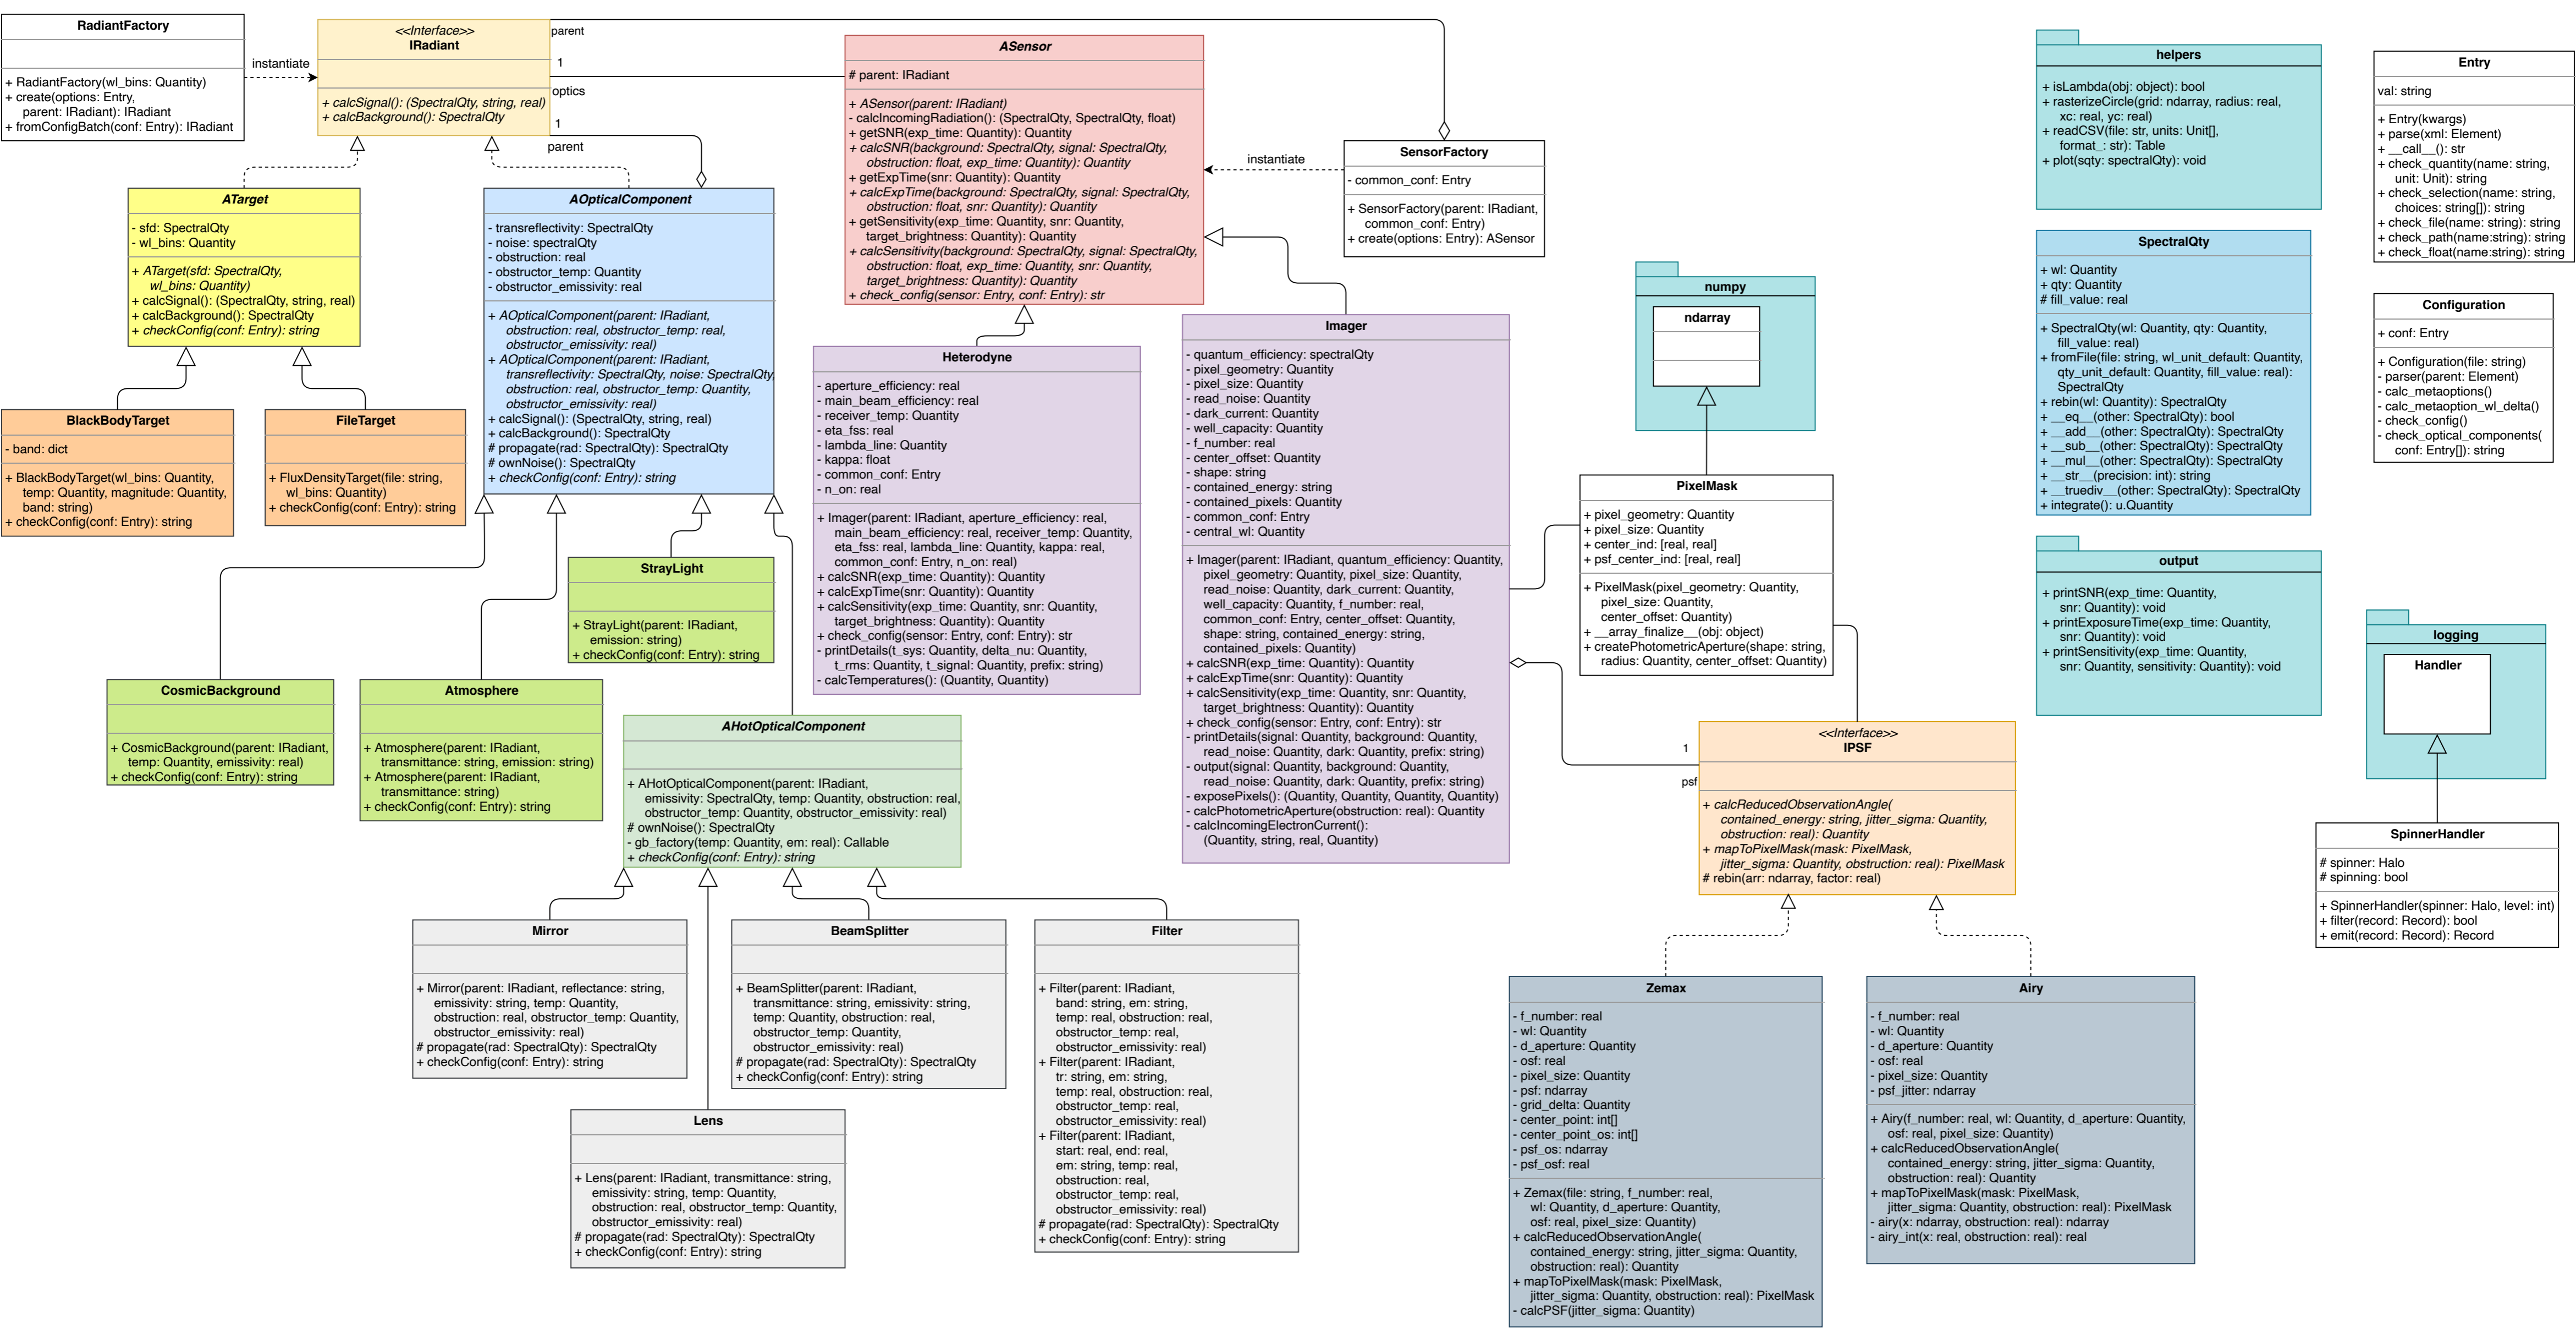 RadiantFactory
+ RadiantFactory(wl_bins: Quantity)
+ create(options: Entry,
parent: IRadiant): IRadiant
+ fromConfigBatch(conf: Entry): IRadiant
instantiate
<<Interface>>
IRadiant
+ calcSignal(): (SpectralQty, string, real)
+ calcBackground(): SpectralQty
parent
1
optics
1
parent
ASensor
# parent: IRadiant
+ ASensor(parent: IRadiant)
- calcIncomingRadiation(): (SpectralQty, SpectralQty, float)
+ getSNR(exp_time: Quantity): Quantity
+ calcSNR(background: SpectralQty, signal: SpectralQty,
obstruction: float, exp_time: Quantity): Quantity
+ getExpTime(snr: Quantity): Quantity
+ calcExpTime(background: SpectralQty, signal: SpectralQty,
obstruction: float, snr: Quantity): Quantity
+ getSensitivity(exp_time: Quantity, snr: Quantity,
target_brightness: Quantity): Quantity
+ calcSensitivity(background: SpectralQty, signal: SpectralQty,
obstruction: float, exp_time: Quantity, snr: Quantity,
target_brightness: Quantity): Quantity
+ check_config(sensor: Entry, conf: Entry): str
instantiate
SensorFactory
- common_conf: Entry
+ SensorFactory(parent: IRadiant,
common_conf: Entry)
+ create(options: Entry): ASensor
ATarget
- sfd: SpectralQty
- wl_bins: Quantity
+ ATarget(sfd: SpectralQty,
wl_bins: Quantity)
+ calcSignal(): (SpectralQty, string, real)
+ calcBackground(): SpectralQty
+ checkConfig(conf: Entry): string
AOpticalComponent
- transreflectivity: SpectralQty
- noise: spectralQty
- obstruction: real
- obstructor_temp: Quantity
- obstructor_emissivity: real
+ AOpticalComponent(parent: IRadiant,
obstruction: real, obstructor_temp: real,
obstructor_emissivity: real)
+ AOpticalComponent(parent: IRadiant,
transreflectivity: SpectralQty, noise: SpectralQty,
obstruction: real, obstructor_temp: Quantity,
obstructor_emissivity: real)
+ calcSignal(): (SpectralQty, string, real)
+ calcBackground(): SpectralQty
# propagate(rad: SpectralQty): SpectralQty
# ownNoise(): SpectralQty
+ checkConfig(conf: Entry): string
BlackBodyTarget
- band: dict
+ BlackBodyTarget(wl_bins: Quantity,
temp: Quantity, magnitude: Quantity,
band: string)
+ checkConfig(conf: Entry): string
FileTarget
+ FluxDensityTarget(file: string,
wl_bins: Quantity)
+ checkConfig(conf: Entry): string
StrayLight
+ StrayLight(parent: IRadiant,
emission: string)
+ checkConfig(conf: Entry): string
CosmicBackground
+ CosmicBackground(parent: IRadiant,
temp: Quantity, emissivity: real)
+ checkConfig(conf: Entry): string
Atmosphere
+ Atmosphere(parent: IRadiant,
transmittance: string, emission: string)
+ Atmosphere(parent: IRadiant,
transmittance: string)
+ checkConfig(conf: Entry): string
AHotOpticalComponent
+ AHotOpticalComponent(parent: IRadiant,
emissivity: SpectralQty, temp: Quantity, obstruction: real,
obstructor_temp: Quantity, obstructor_emissivity: real)
# ownNoise(): SpectralQty
- gb_factory(temp: Quantity, em: real): Callable
+ checkConfig(conf: Entry): string
Mirror
+ Mirror(parent: IRadiant, reflectance: string,
emissivity: string, temp: Quantity,
obstruction: real, obstructor_temp: Quantity,
obstructor_emissivity: real)
# propagate(rad: SpectralQty): SpectralQty
+ checkConfig(conf: Entry): string
BeamSplitter
+ BeamSplitter(parent: IRadiant,
transmittance: string, emissivity: string,
temp: Quantity, obstruction: real,
obstructor_temp: Quantity,
obstructor_emissivity: real)
# propagate(rad: SpectralQty): SpectralQty
+ checkConfig(conf: Entry): string
Lens
+ Lens(parent: IRadiant, transmittance: string,
emissivity: string, temp: Quantity,
obstruction: real, obstructor_temp: Quantity,
obstructor_emissivity: real)
# propagate(rad: SpectralQty): SpectralQty
+ checkConfig(conf: Entry): string
Filter
+ Filter(parent: IRadiant,
band: string, em: string,
temp: real, obstruction: real,
obstructor_temp: real,
obstructor_emissivity: real)
+ Filter(parent: IRadiant,
tr: string, em: string,
temp: real, obstruction: real,
obstructor_temp: real,
obstructor_emissivity: real)
+ Filter(parent: IRadiant,
start: real, end: real,
em: string, temp: real,
obstruction: real,
obstructor_temp: real,
obstructor_emissivity: real)
# propagate(rad: SpectralQty): SpectralQty
+ checkConfig(conf: Entry): string
Heterodyne
- aperture_efficiency: real
- main_beam_efficiency: real
- receiver_temp: Quantity
- eta_fss: real
- lambda_line: Quantity
- kappa: float
- common_conf: Entry
- n_on: real
+ Imager(parent: IRadiant, aperture_efficiency: real,
main_beam_efficiency: real, receiver_temp: Quantity,
eta_fss: real, lambda_line: Quantity, kappa: real,
common_conf: Entry, n_on: real)
+ calcSNR(exp_time: Quantity): Quantity
+ calcExpTime(snr: Quantity): Quantity
+ calcSensitivity(exp_time: Quantity, snr: Quantity,
target_brightness: Quantity): Quantity
+ check_config(sensor: Entry, conf: Entry): str
- printDetails(t_sys: Quantity, delta_nu: Quantity,
t_rms: Quantity, t_signal: Quantity, prefix: string)
- calcTemperatures(): (Quantity, Quantity)
Imager
- quantum_efficiency: spectralQty
- pixel_geometry: Quantity
- pixel_size: Quantity
- read_noise: Quantity
- dark_current: Quantity
- well_capacity: Quantity
- f_number: real
- center_offset: Quantity
- shape: string
- contained_energy: string
- contained_pixels: Quantity
- common_conf: Entry
- central_wl: Quantity
+ Imager(parent: IRadiant, quantum_efficiency: Quantity,
pixel_geometry: Quantity, pixel_size: Quantity,
read_noise: Quantity, dark_current: Quantity,
well_capacity: Quantity, f_number: real,
common_conf: Entry, center_offset: Quantity,
shape: string, contained_energy: string,
contained_pixels: Quantity)
+ calcSNR(exp_time: Quantity): Quantity
+ calcExpTime(snr: Quantity): Quantity
+ calcSensitivity(exp_time: Quantity, snr: Quantity,
target_brightness: Quantity): Quantity
+ check_config(sensor: Entry, conf: Entry): str
- printDetails(signal: Quantity, background: Quantity,
read_noise: Quantity, dark: Quantity, prefix: string)
- output(signal: Quantity, background: Quantity,
read_noise: Quantity, dark: Quantity, prefix: string)
- exposePixels(): (Quantity, Quantity, Quantity, Quantity)
- calcPhotometricAperture(obstruction: real): Quantity
- calcIncomingElectronCurrent():
(Quantity, string, real, Quantity)
numpy
ndarray
PixelMask
+ pixel_geometry: Quantity
+ pixel_size: Quantity
+ center_ind: [real, real]
+ psf_center_ind: [real, real]
+ PixelMask(pixel_geometry: Quantity,
pixel_size: Quantity,
center_offset: Quantity)
+ __array_finalize__(obj: object)
+ createPhotometricAperture(shape: string,
radius: Quantity, center_offset: Quantity)
1
psf
<<Interface>>
IPSF
+ calcReducedObservationAngle(
contained_energy: string, jitter_sigma: Quantity,
obstruction: real): Quantity
+ mapToPixelMask(mask: PixelMask,
jitter_sigma: Quantity, obstruction: real): PixelMask
# rebin(arr: ndarray, factor: real)
Zemax
- f_number: real
- wl: Quantity
- d_aperture: Quantity
- osf: real
- pixel_size: Quantity
- psf: ndarray
- grid_delta: Quantity
- center_point: int[]
- center_point_os: int[]
- psf_os: ndarray
- psf_osf: real
+ Zemax(file: string, f_number: real,
wl: Quantity, d_aperture: Quantity,
osf: real, pixel_size: Quantity)
+ calcReducedObservationAngle(
contained_energy: string, jitter_sigma: Quantity,
obstruction: real): Quantity
+ mapToPixelMask(mask: PixelMask,
jitter_sigma: Quantity, obstruction: real): PixelMask
- calcPSF(jitter_sigma: Quantity)
Airy
- f_number: real
- wl: Quantity
- d_aperture: Quantity
- osf: real
- pixel_size: Quantity
- psf_jitter: ndarray
+ Airy(f_number: real, wl: Quantity, d_aperture: Quantity,
osf: real, pixel_size: Quantity)
+ calcReducedObservationAngle(
contained_energy: string, jitter_sigma: Quantity,
obstruction: real): Quantity
+ mapToPixelMask(mask: PixelMask,
jitter_sigma: Quantity, obstruction: real): PixelMask
- airy(x: ndarray, obstruction: real): ndarray
- airy_int(x: real, obstruction: real): real
helpers
+ isLambda(obj: object): bool
+ rasterizeCircle(grid: ndarray, radius: real,
xc: real, yc: real)
+ readCSV(file: str, units: Unit[],
format_: str): Table
+ plot(sqty: spectralQty): void
SpectralQty
+ wl: Quantity
+ qty: Quantity
# fill_value: real
+ SpectralQty(wl: Quantity, qty: Quantity,
fill_value: real)
+ fromFile(file: string, wl_unit_default: Quantity,
qty_unit_default: Quantity, fill_value: real):
SpectralQty
+ rebin(wl: Quantity): SpectralQty
+ __eq__(other: SpectralQty): bool
+ __add__(other: SpectralQty): SpectralQty
+ __sub__(other: SpectralQty): SpectralQty
+ __mul__(other: SpectralQty): SpectralQty
+ __str__(precision: int): string
+ __truediv__(other: SpectralQty): SpectralQty
+ integrate(): u.Quantity
output
+ printSNR(exp_time: Quantity,
snr: Quantity): void
+ printExposureTime(exp_time: Quantity,
snr: Quantity): void
+ printSensitivity(exp_time: Quantity,
snr: Quantity, sensitivity: Quantity): void
Entry
val: string
+ Entry(kwargs)
+ parse(xml: Element)
+ __call__(): str
+ check_quantity(name: string,
unit: Unit): string
+ check_selection(name: string,
choices: string[]): string
+ check_file(name: string): string
+ check_path(name:string): string
+ check_float(name:string): string
Configuration
+ conf: Entry
+ Configuration(file: string)
- parser(parent: Element)
- calc_metaoptions()
- calc_metaoption_wl_delta()
- check_config()
- check_optical_components(
conf: Entry[]): string
logging
Handler
SpinnerHandler
# spinner: Halo
# spinning: bool
+ SpinnerHandler(spinner: Halo, level: int)
+ filter(record: Record): bool
+ emit(record: Record): Record